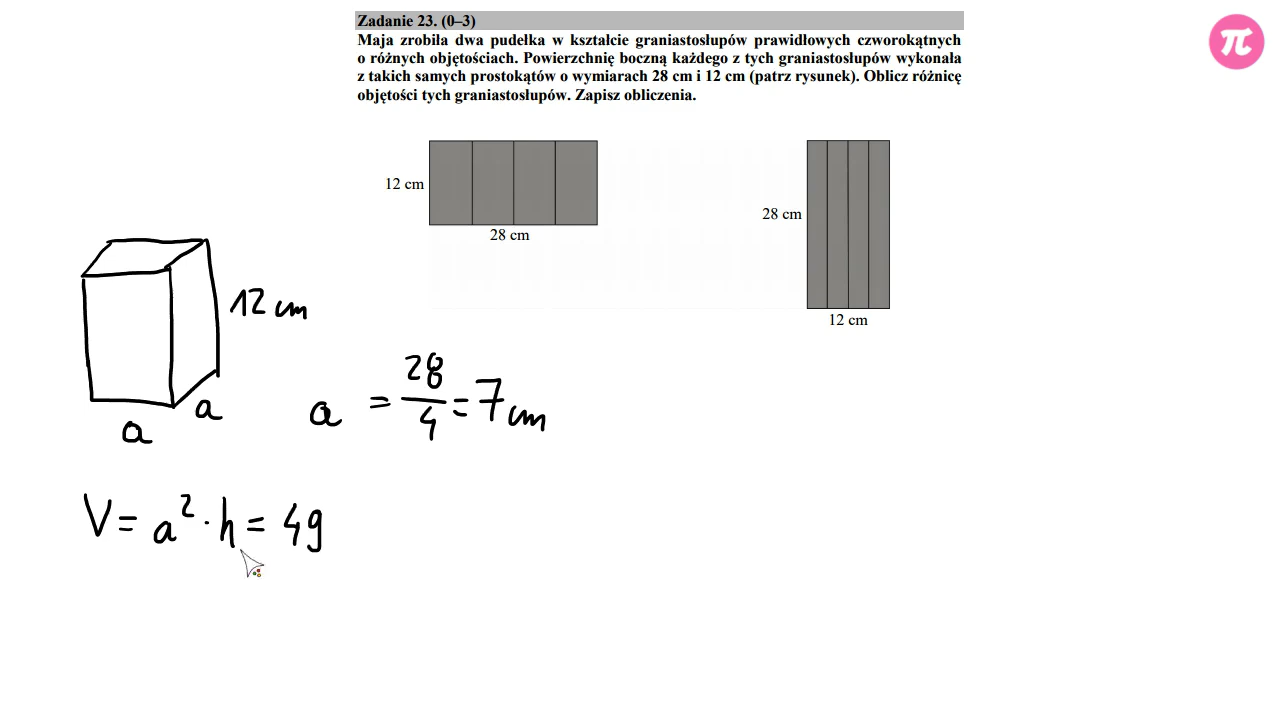 Zadanie 23. (0–3)
Maja zrobiła dwa pudełka w kształcie graniastosłupów prawidłowych czworokątnych
o różnych objętościach. Powierzchnię boczną każdego z tych graniastosłupów wykonała
z takich samych prostokątów o wymiarach 28 cm i 12 cm (patrz rysunek). Oblicz różnicę
objętości tych graniastosłupów. Zapisz obliczenia.
12 cm
28 cm
28 cm
12 cm
12 cm
a
a
a = 28/4 = 7 cm
V = a² · h = 49
π